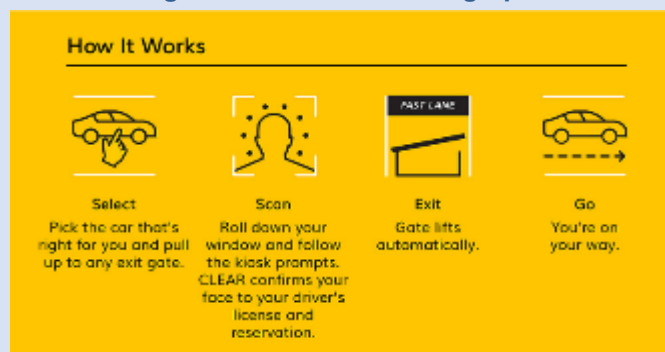 How It Works
FAST LANE
Select
Pick the car that's
right for you and pull
up to any exit gate.
Scan
Roll down your
window and follow
the kiosk prompts.
CLEAR confirms your
face to your driver's
license and
reservation.
Exit
Gate lifts
automatically.
Go
You're on
your way.